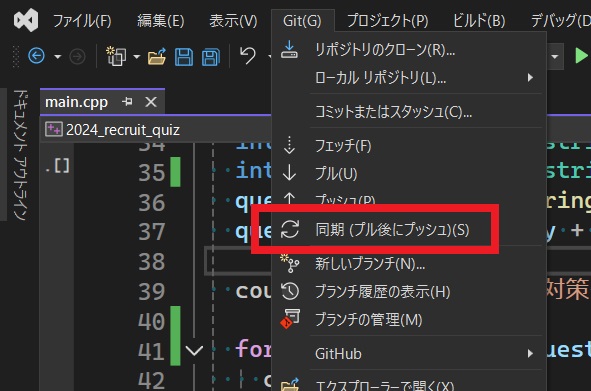 ファイル(F) 編集(E) 表示(V) Git(G) プロジェクト(P) ビルド(B) デバッグ(D)
リポジトリのクローン(R)...
ローカル リポジトリ(L)...
コミットまたはスタッシュ(C)...
フェッチ(F)
プル(U)
プッシュ(P)
同期 (プル後にプッシュ)(S)
新しいブランチ(N)...
ブランチ履歴の表示(H)
ブランチの管理(M)
GitHub
エクスプローラーで開く(X)
ドキュメント アウトライン
main.cpp
2024_recruit_quiz
34 int stri
35 int stri
36 que ring
37 que y +
38
39 cou 対策
40
41 for uest